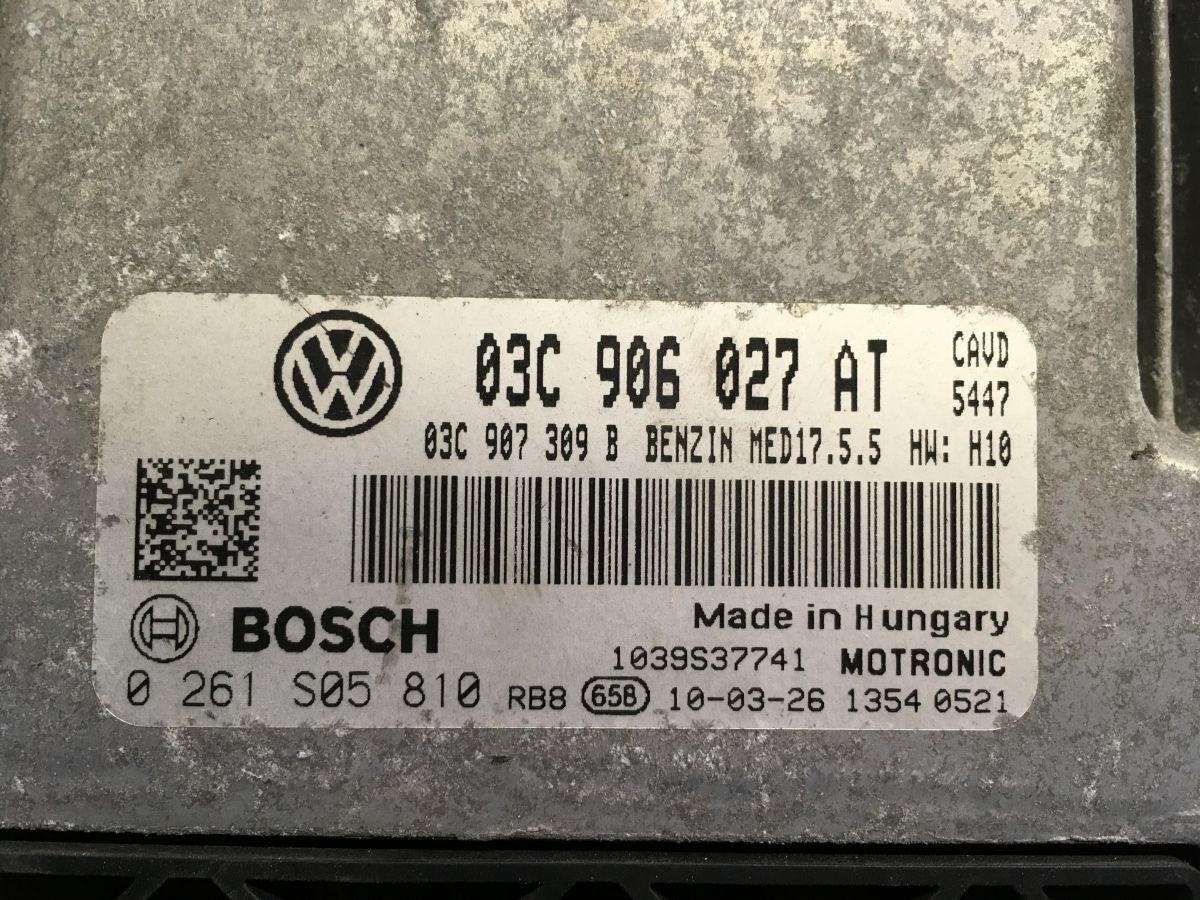 03C 906 027 AT CAVD
5447
03C 907 309 B BENZIN MED17.5.5 HW: H10
BOSCH
Made in Hungary
1039S37741 MOTRONIC
0 261 S05 810 RB8 65B 10-03-26 1354 0521